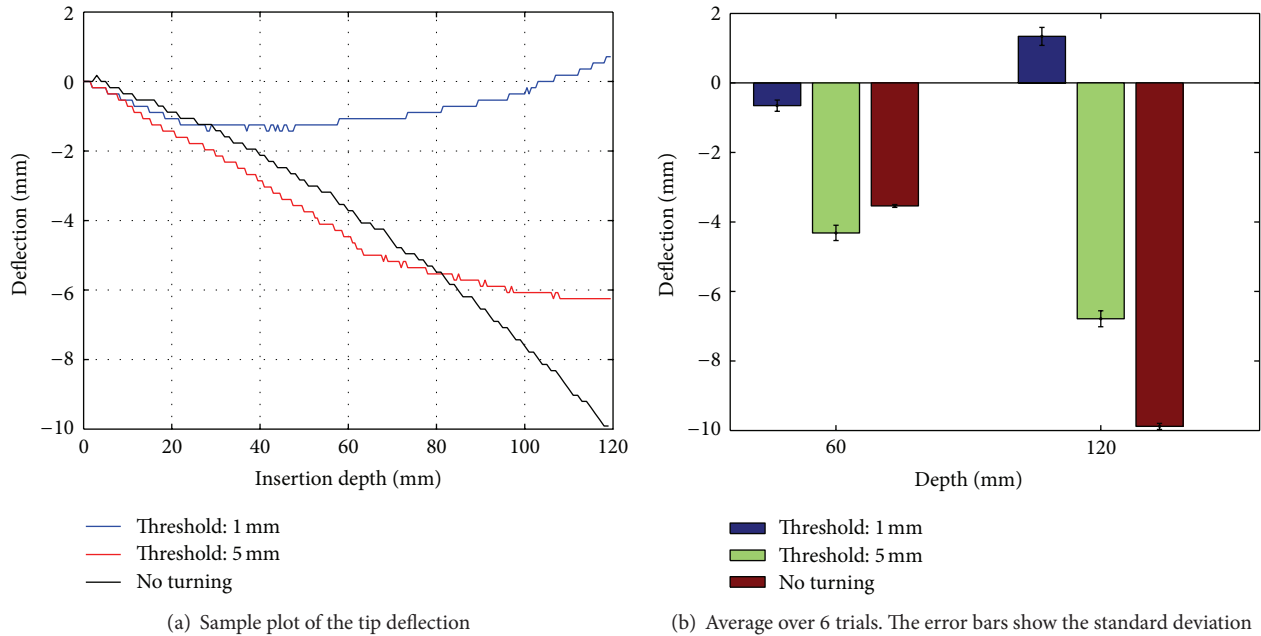 2
0
−2
−4
−6
−8
−10
Deflection (mm)
0 20 40 60 80 100 120
Insertion depth (mm)
Threshold: 1 mm
Threshold: 5 mm
No turning
(a) Sample plot of the tip deflection
2
0
−2
−4
−6
−8
−10
Deflection (mm)
60 120
Depth (mm)
Threshold: 1 mm
Threshold: 5 mm
No turning
(b) Average over 6 trials. The error bars show the standard deviation